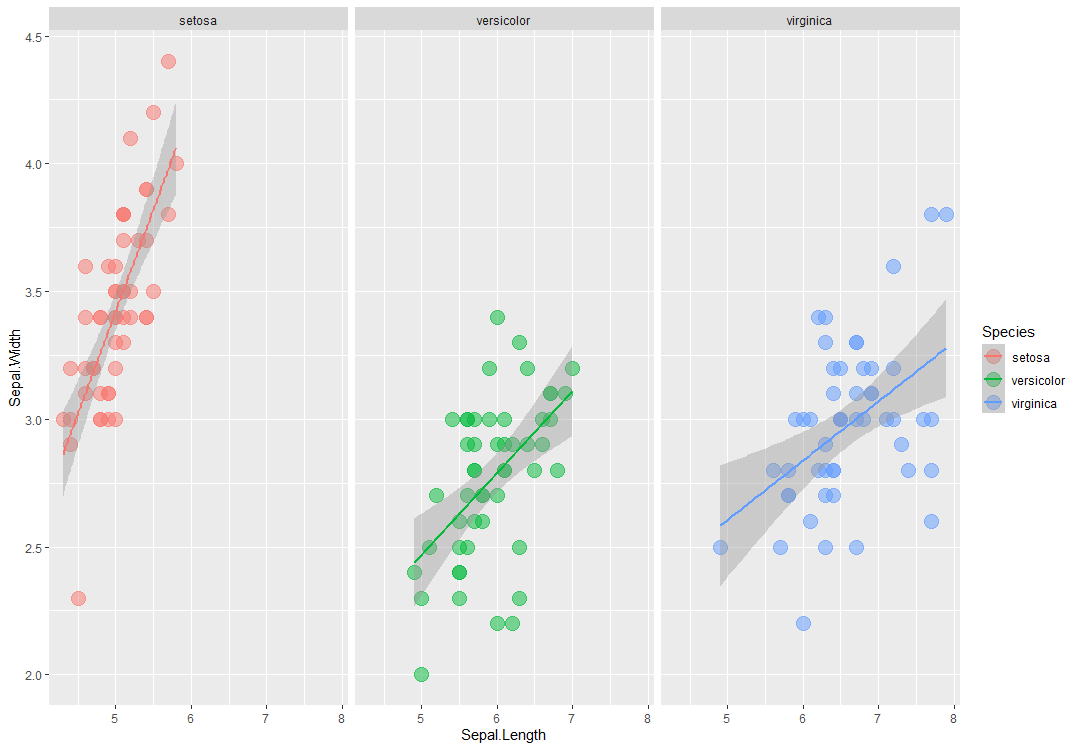 setosa versicolor virginica
4.5
4.0
3.5
3.0
2.5
2.0
Sepal.Width
5 6 7 8 5 6 7 8 5 6 7 8
Sepal.Length
Species
setosa
versicolor
virginica